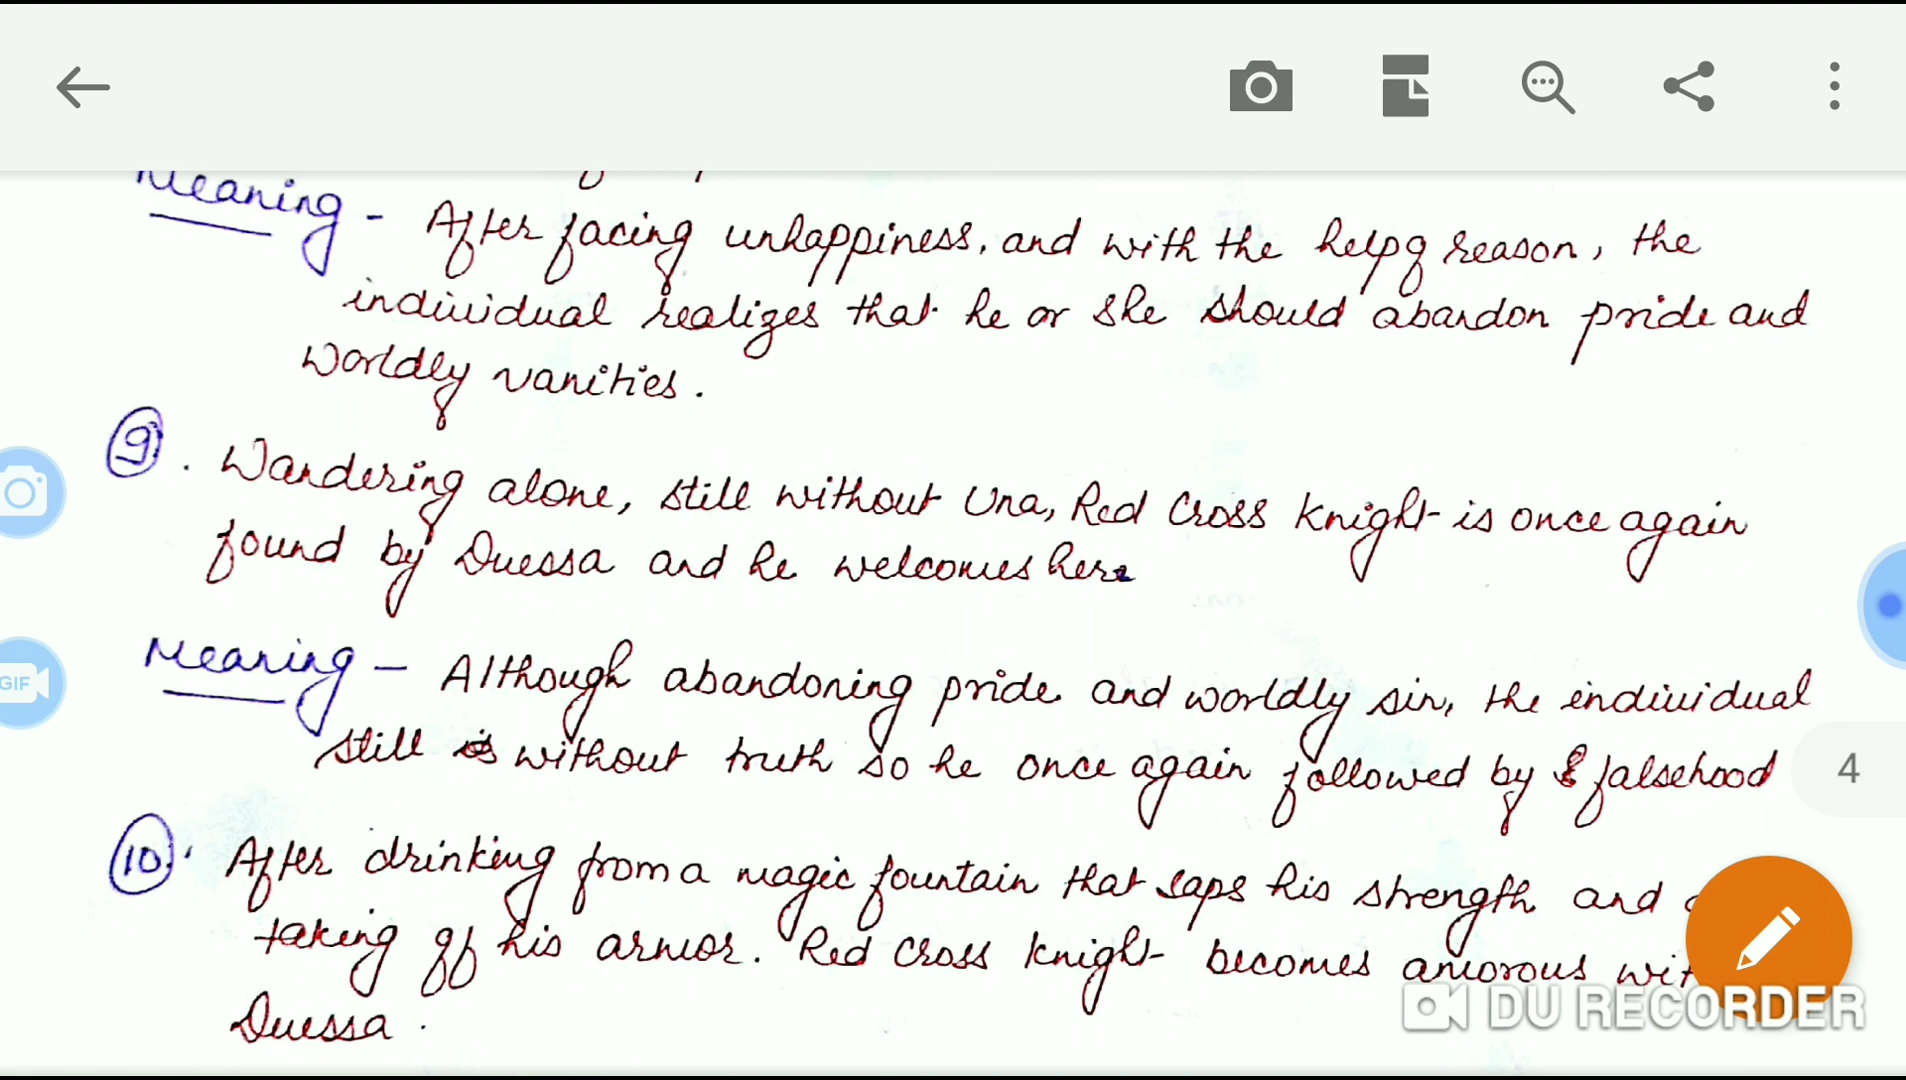 Meaning - After facing unhappiness, and with the help of reason, the
individual realizes that he or she should abandon pride and
worldly vanities.
9. Wandering alone, still without Una, Red Cross Knight is once again
found by Duessa and he welcomes her.
Meaning - Although abandoning pride and worldly sin, the individual
still is without truth so he once again followed by falsehood
10. After drinking from a magic fountain that saps his strength and
taking off his armor. Red Cross Knight becomes amorous with
Duessa.
GIF
4
DU RECORDER